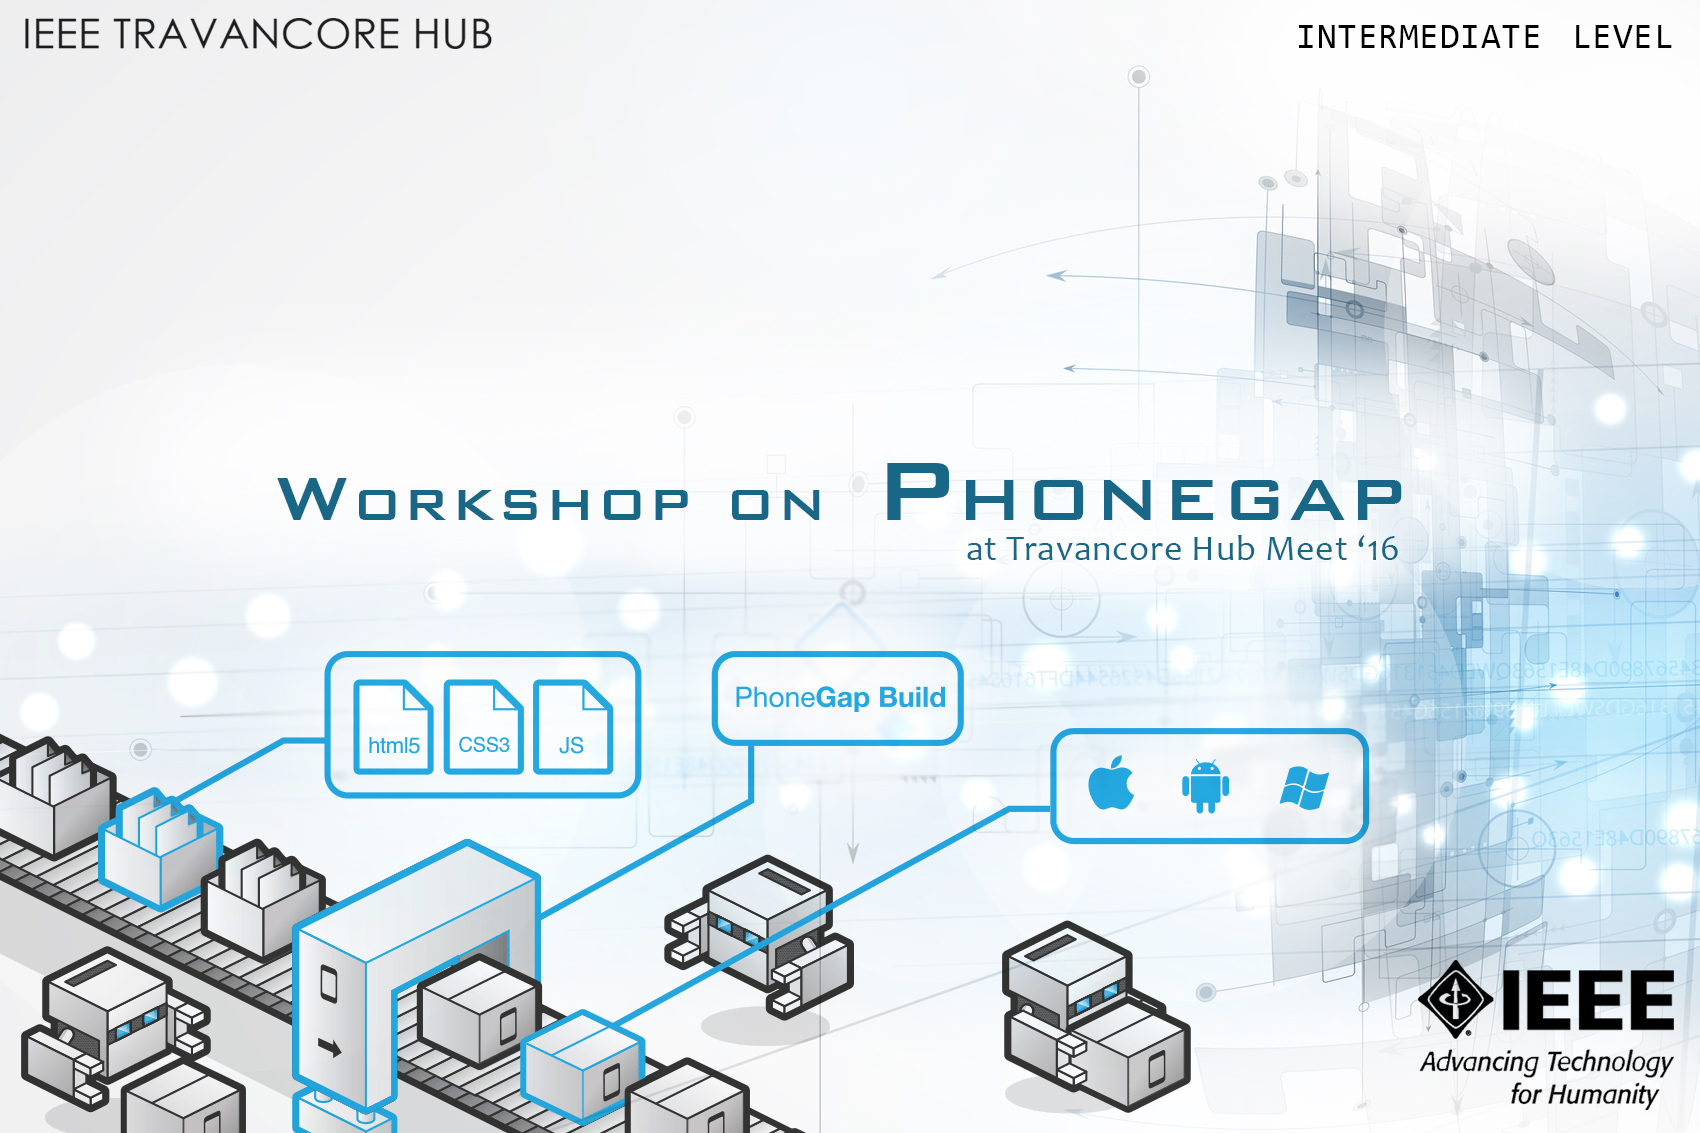 IEEE TRAVANCORE HUB
INTERMEDIATE LEVEL
WORKSHOP ON PHONEGAP
at Travancore Hub Meet ‘16
html5
CSS3
JS
PhoneGap Build
IEEE
Advancing Technology
for Humanity